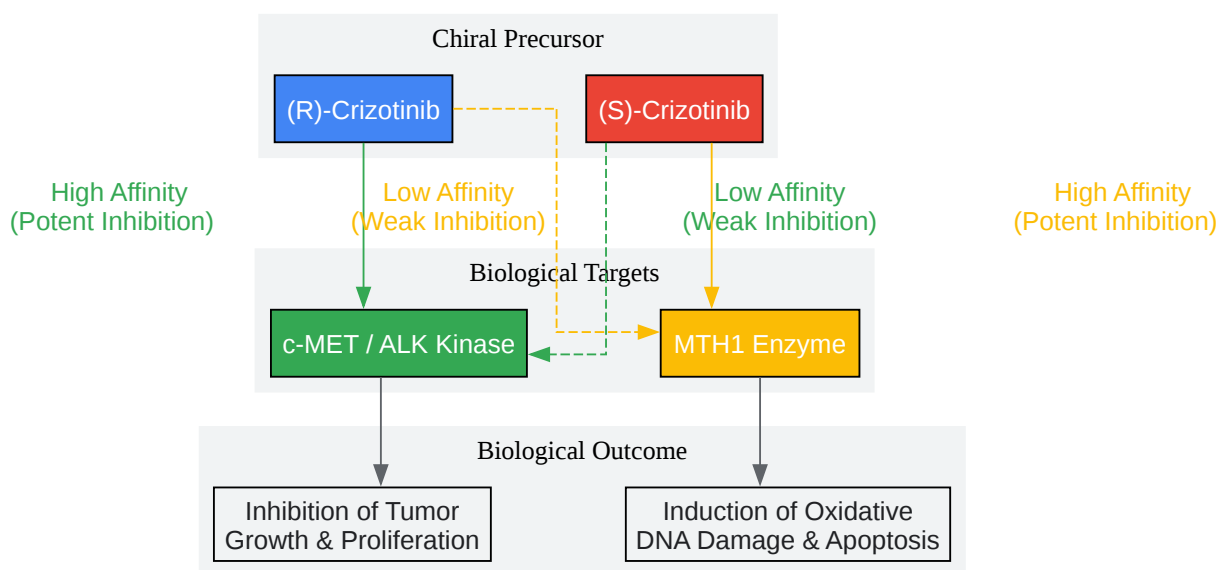 Chiral Precursor
(R)-Crizotinib
(S)-Crizotinib
High Affinity
(Potent Inhibition)
Low Affinity
(Weak Inhibition)
Low Affinity
(Weak Inhibition)
High Affinity
(Potent Inhibition)
Biological Targets
c-MET / ALK Kinase
MTH1 Enzyme
Biological Outcome
Inhibition of Tumor
Growth & Proliferation
Induction of Oxidative
DNA Damage & Apoptosis